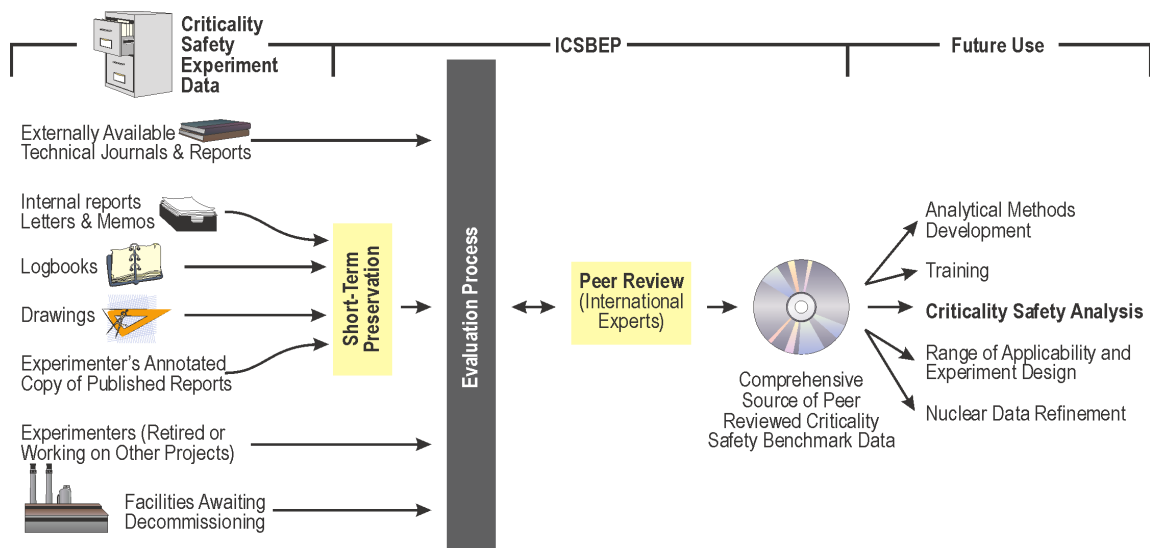 Criticality
Safety
Experiment
Data
ICSBEP
Future Use
Externally Available
Technical Journals & Reports
Internal reports
Letters & Memos
Logbooks
Drawings
Experimenter's Annotated
Copy of Published Reports
Experimenters (Retired or
Working on Other Projects)
Facilities Awaiting
Decommissioning
Short-Term
Preservation
Evaluation Process
Peer Review
(International
Experts)
Comprehensive
Source of Peer
Reviewed Criticality
Safety Benchmark Data
Analytical Methods
Development
Training
Criticality Safety Analysis
Range of Applicability and
Experiment Design
Nuclear Data Refinement